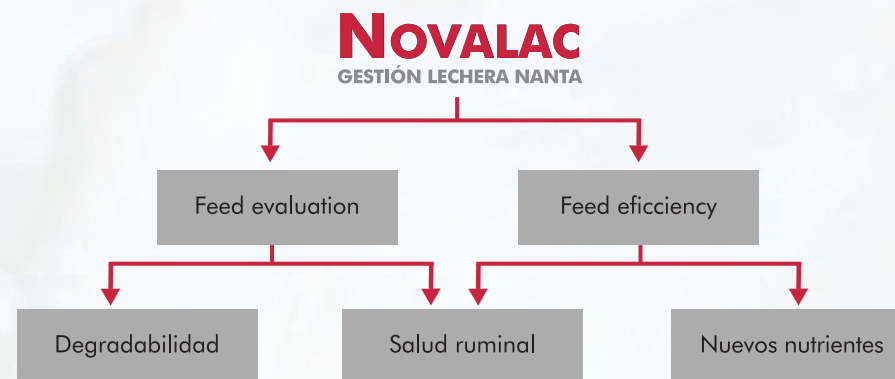 NOVALAC
GESTIÓN LECHERA NANTA
Feed evaluation
Feed eficciency
Degradabilidad
Salud ruminal
Nuevos nutrientes